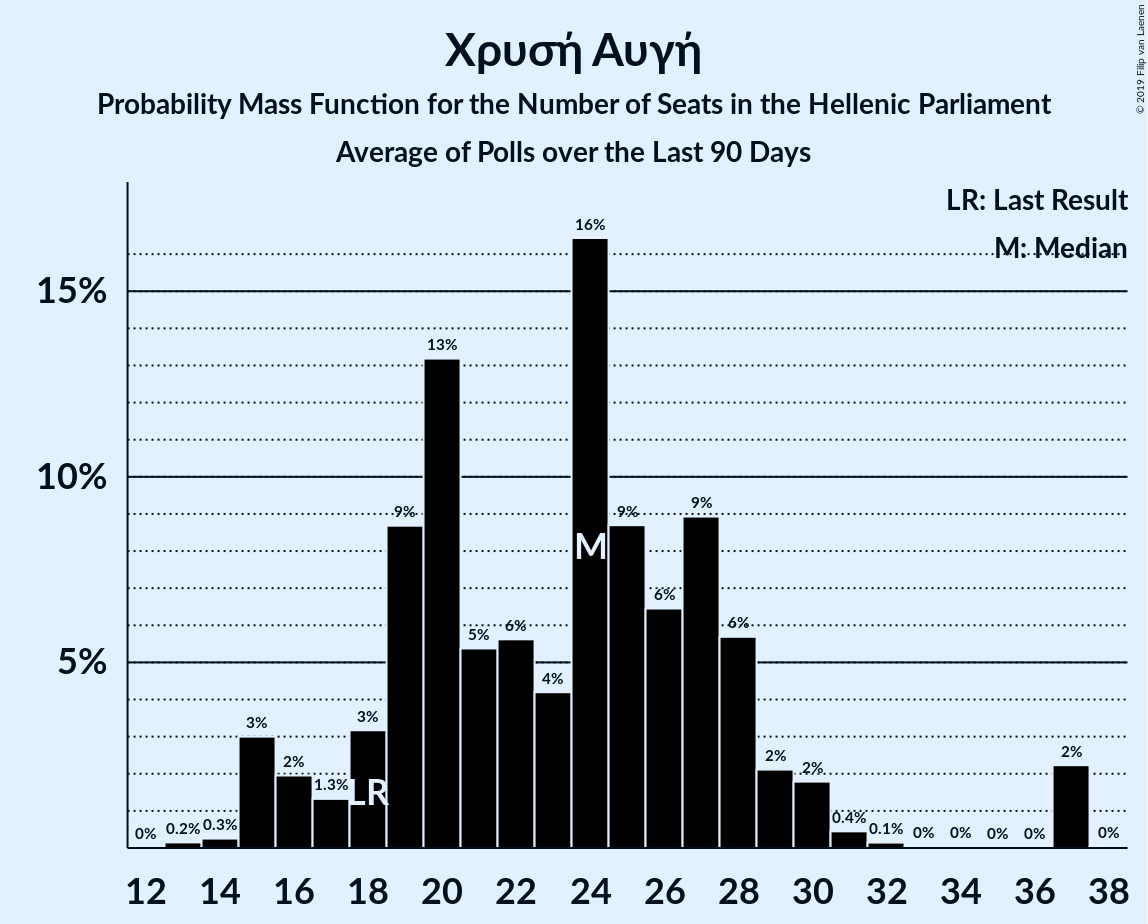 Χρυσή Αυγή
Probability Mass Function for the Number of Seats in the Hellenic Parliament
Average of Polls over the Last 90 Days
© 2019 Filip van Laenen
LR: Last Result
M: Median
15%
10%
5%
0% 0.2% 0.3% 3% 2% 1.3% 3% 9% 13% 5% 6% 4% 16% 9% 6% 9% 6% 2% 2% 0.4% 0.1% 0% 0% 0% 0% 2% 0%
LR
M
12 14 16 18 20 22 24 26 28 30 32 34 36 38